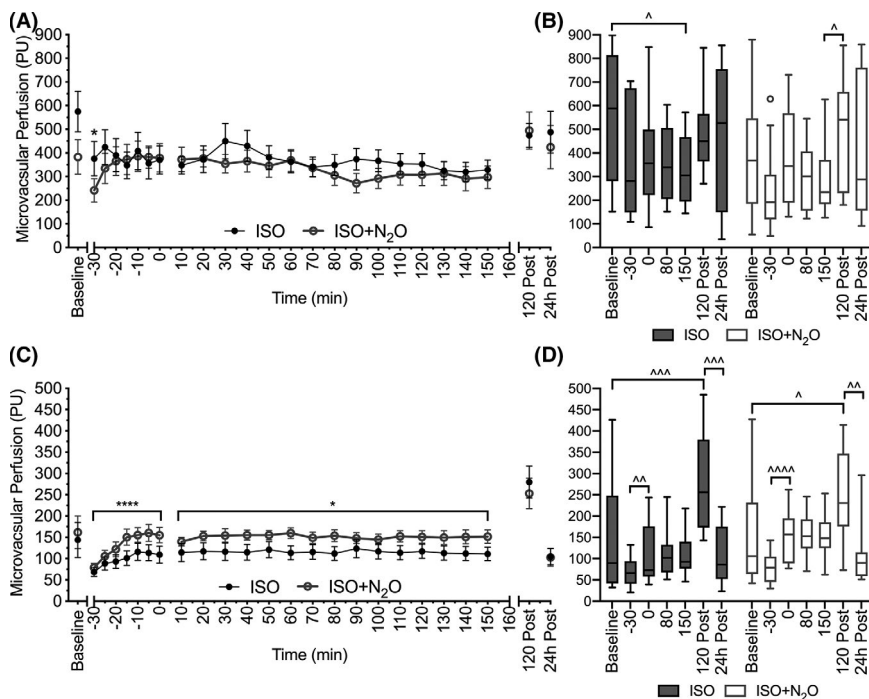 (A)
Microvacsular Perfusion (PU)
900
800
700
600
500
400
300
200
100
0
*
ISO ISO+N2O
Baseline -30 -20 -10 0 10 20 30 40 50 60 70 80 90 100 110 120 130 140 150 160 120 Post 24h Post
Time (min)
(B)
900
800
700
600
500
400
300
200
100
0
^ ^
Baseline -30 0 80 150 120 Post 24h Post Baseline -30 0 80 150 120 Post 24h Post
ISO ISO+N2O
(C)
Microvascular Perfusion (PU)
500
450
400
350
300
250
200
150
100
50
0
**** *
ISO ISO+N2O
Baseline -30 -20 -10 0 10 20 30 40 50 60 70 80 90 100 110 120 130 140 150 160 120 Post 24h Post
Time (min)
(D)
500
450
400
350
300
250
200
150
100
50
0
^^^ ^^^
^^ ^ ^^
^^^^
Baseline -30 0 80 150 120 Post 24h Post Baseline -30 0 80 150 120 Post 24h Post
ISO ISO+N2O